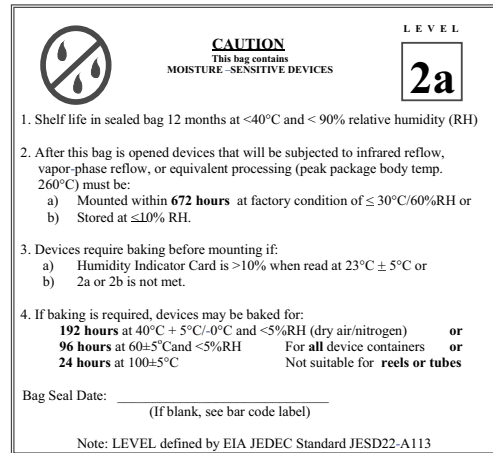 LEVEL
CAUTION
This bag contains
MOISTURE –SENSITIVE DEVICES
2a
1. Shelf life in sealed bag 12 months at <40°C and < 90% relative humidity (RH)
2. After this bag is opened devices that will be subjected to infrared reflow,
vapor-phase reflow, or equivalent processing (peak package body temp.
260°C) must be:
a) Mounted within 672 hours at factory condition of ≤ 30°C/60%RH or
b) Stored at ≤10% RH.
3. Devices require baking before mounting if:
a) Humidity Indicator Card is >10% when read at 23°C ± 5°C or
b) 2a or 2b is not met.
4. If baking is required, devices may be baked for:
192 hours at 40°C + 5°C/-0°C and <5%RH (dry air/nitrogen) or
96 hours at 60±5°Cand <5%RH For all device containers or
24 hours at 100±5°C Not suitable for reels or tubes
Bag Seal Date: ______________________________
(If blank, see bar code label)
Note: LEVEL defined by EIA JEDEC Standard JESD22-A113